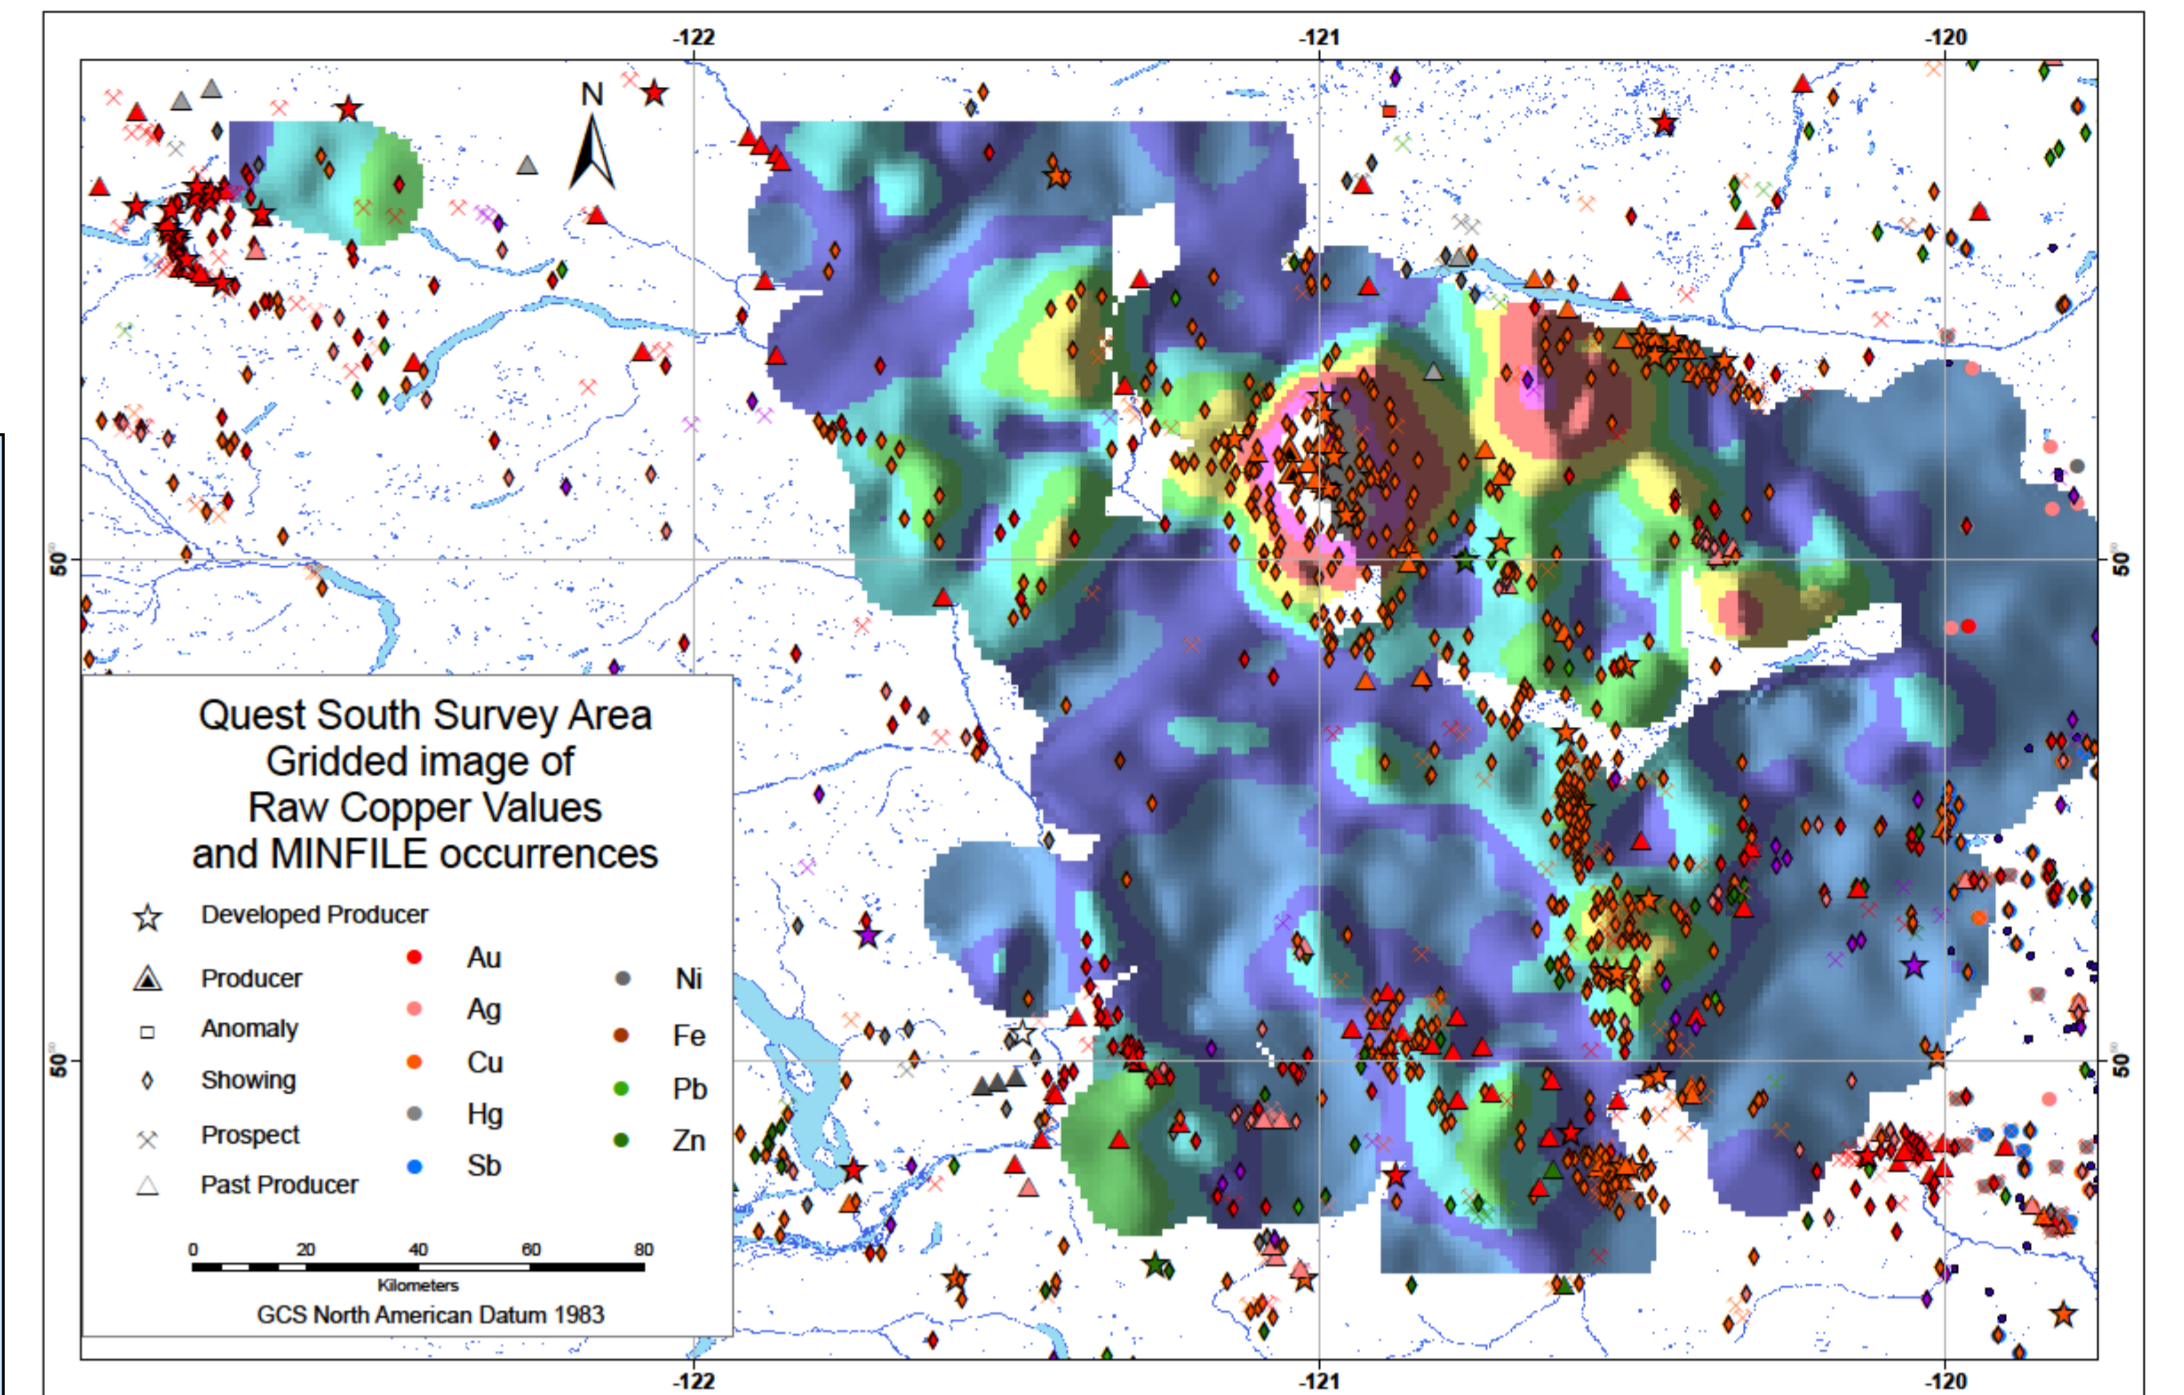 -122 -121 -120
N
50 50
Quest South Survey Area
Gridded image of
Raw Copper Values
and MINFILE occurrences
Developed Producer
Producer
Anomaly
Showing
Prospect
Past Producer
Au
Ag
Cu
Hg
Sb
Ni
Fe
Pb
Zn
50 50
0 20 40 60 80
Kilometers
GCS North American Datum 1983
-122 -121 -120